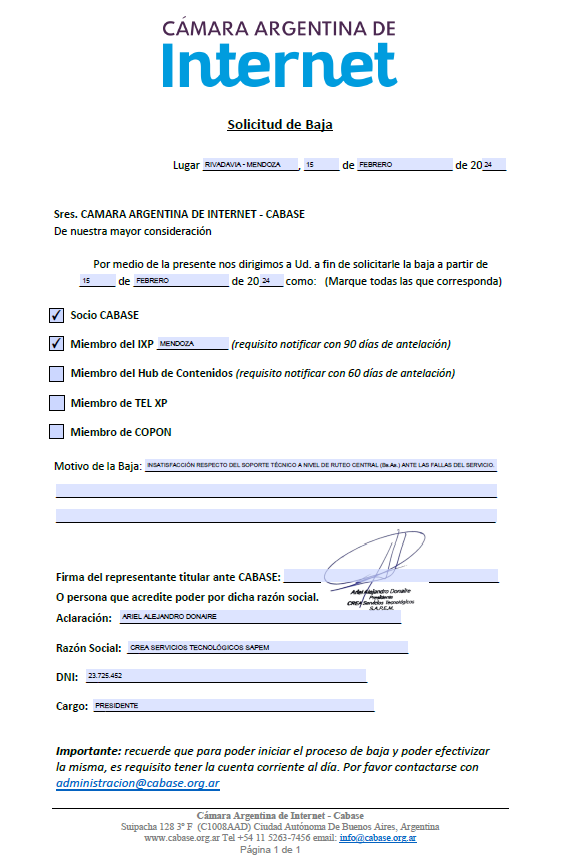 CÁMARA ARGENTINA DE
Internet
Solicitud de Baja
Lugar RIVADAVIA - MENDOZA, 15 de FEBRERO de 2024
Sres. CAMARA ARGENTINA DE INTERNET - CABASE
De nuestra mayor consideración
Por medio de la presente nos dirigimos a Ud. a fin de solicitarle la baja a partir de
15 de FEBRERO de 2024 como: (Marque todas las que corresponda)
✓ Socio CABASE
✓ Miembro del IXP MENDOZA (requisito notificar con 90 días de antelación)
Miembro del Hub de Contenidos (requisito notificar con 60 días de antelación)
Miembro de TEL XP
Miembro de COPON
Motivo de la Baja: INSATISFACCIÓN RESPECTO DEL SOPORTE TÉCNICO A NIVEL DE RUTEO CENTRAL (Bs.As.) ANTE LAS FALLAS DEL SERVICIO.
Firma del representante titular ante CABASE:
Ariel Alejandro Donaire
Presidente
CREA Servicios Tecnológicos
S.A.P.E.M.
O persona que acredite poder por dicha razón social.
Aclaración: ARIEL ALEJANDRO DONAIRE
Razón Social: CREA SERVICIOS TECNOLÓGICOS SAPEM
DNI: 23.725.452
Cargo: PRESIDENTE
Importante: recuerde que para poder iniciar el proceso de baja y poder efectivizar
la misma, es requisito tener la cuenta corriente al día. Por favor contactarse con
administracion@cabase.org.ar
Cámara Argentina de Internet - Cabase
Suipacha 128 3º F (C1008AAD) Ciudad Autónoma De Buenos Aires, Argentina
www.cabase.org.ar Tel +54 11 5263-7456 email: info@cabase.org.ar
Página 1 de 1